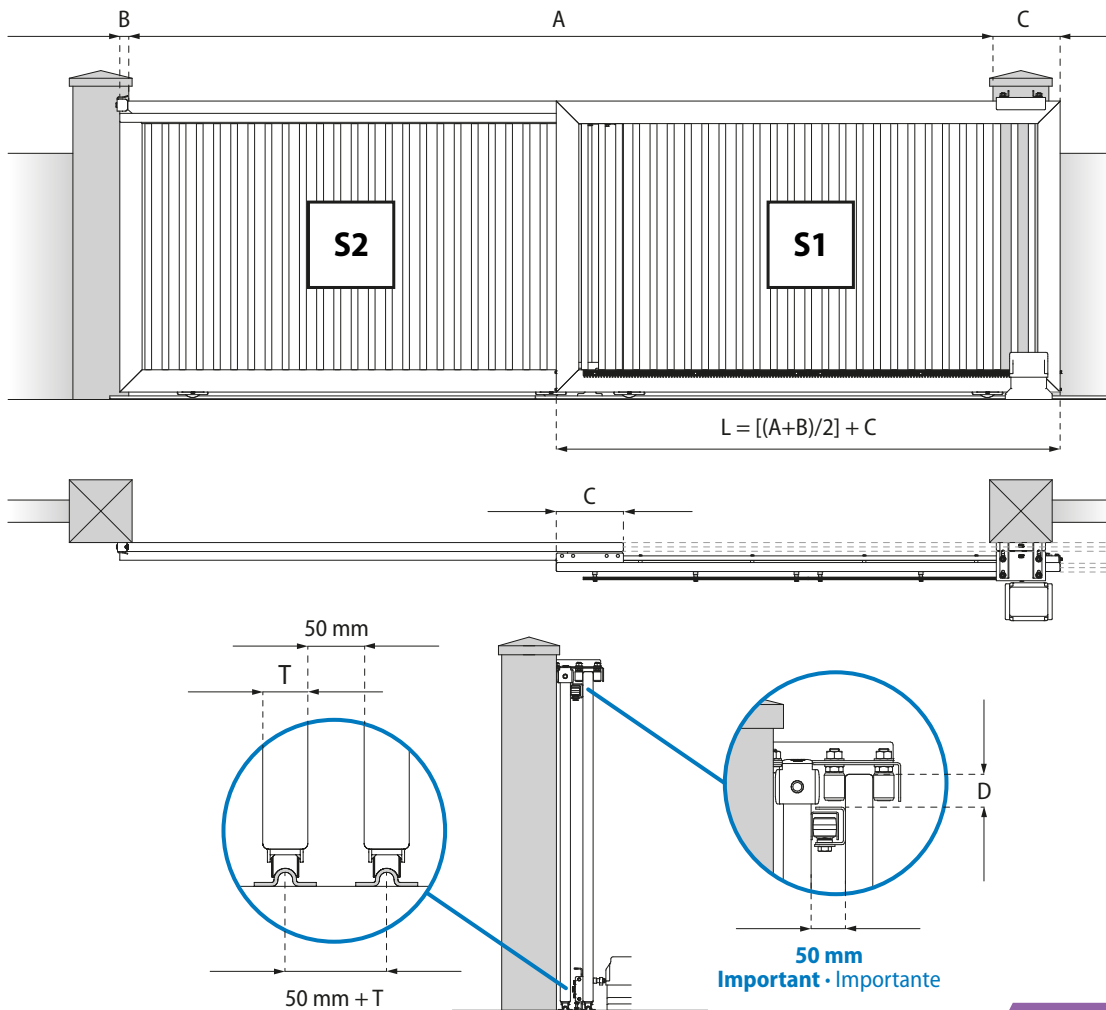 B A C
S2 S1
L = [(A+B)/2] + C
C
50 mm
T
D
50 mm
Important · Importante
50 mm + T